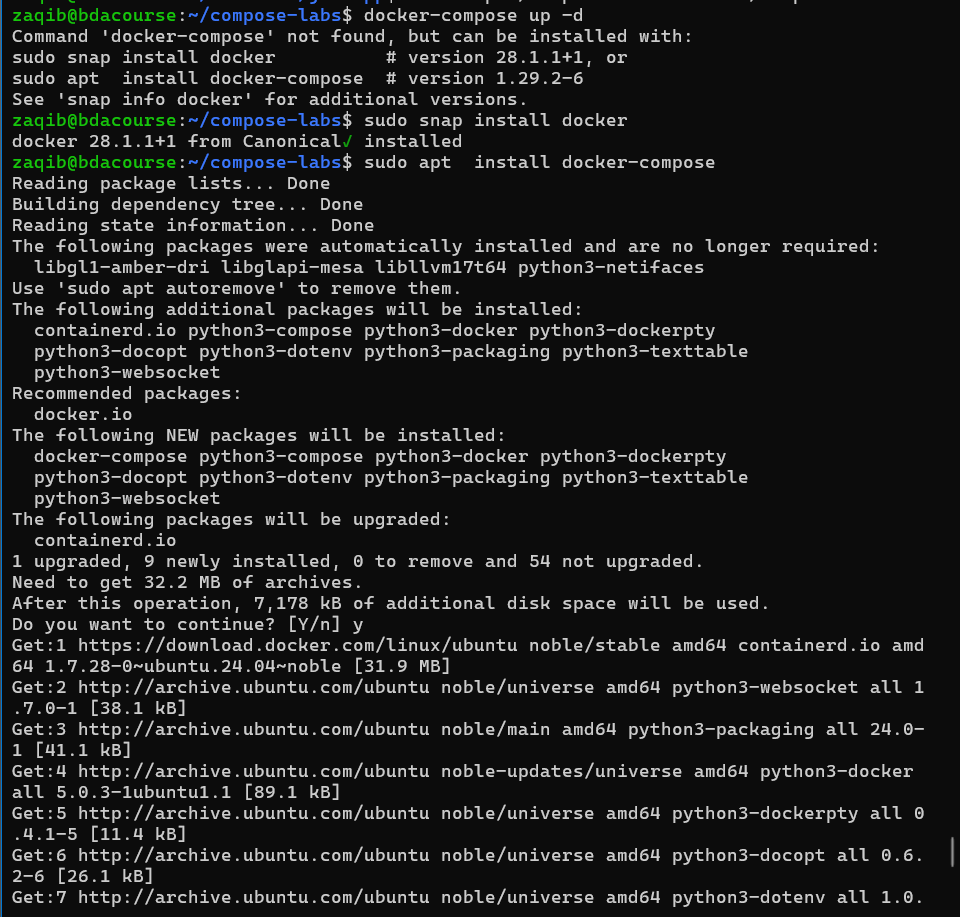 zaqib@bdacourse:~/compose-labs$ docker-compose up -d
Command 'docker-compose' not found, but can be installed with:
sudo snap install docker          # version 28.1.1+1, or
sudo apt  install docker-compose  # version 1.29.2-6
See 'snap info docker' for additional versions.
zaqib@bdacourse:~/compose-labs$ sudo snap install docker
docker 28.1.1+1 from Canonical✓ installed
zaqib@bdacourse:~/compose-labs$ sudo apt  install docker-compose
Reading package lists... Done
Building dependency tree... Done
Reading state information... Done
The following packages were automatically installed and are no longer required:
  libgl1-amber-dri libglapi-mesa libllvm17t64 python3-netifaces
Use 'sudo apt autoremove' to remove them.
The following additional packages will be installed:
  containerd.io python3-compose python3-docker python3-dockerpty
  python3-docopt python3-dotenv python3-packaging python3-texttable
  python3-websocket
Recommended packages:
  docker.io
The following NEW packages will be installed:
  docker-compose python3-compose python3-docker python3-dockerpty
  python3-docopt python3-dotenv python3-packaging python3-texttable
  python3-websocket
The following packages will be upgraded:
  containerd.io
1 upgraded, 9 newly installed, 0 to remove and 54 not upgraded.
Need to get 32.2 MB of archives.
After this operation, 7,178 kB of additional disk space will be used.
Do you want to continue? [Y/n] y
Get:1 https://download.docker.com/linux/ubuntu noble/stable amd64 containerd.io amd
64 1.7.28-0~ubuntu.24.04~noble [31.9 MB]
Get:2 http://archive.ubuntu.com/ubuntu noble/universe amd64 python3-websocket all 1
.7.0-1 [38.1 kB]
Get:3 http://archive.ubuntu.com/ubuntu noble/main amd64 python3-packaging all 24.0-
1 [41.1 kB]
Get:4 http://archive.ubuntu.com/ubuntu noble-updates/universe amd64 python3-docker
all 5.0.3-1ubuntu1.1 [89.1 kB]
Get:5 http://archive.ubuntu.com/ubuntu noble/universe amd64 python3-dockerpty all 0
.4.1-5 [11.4 kB]
Get:6 http://archive.ubuntu.com/ubuntu noble/universe amd64 python3-docopt all 0.6.
2-6 [26.1 kB]
Get:7 http://archive.ubuntu.com/ubuntu noble/universe amd64 python3-dotenv all 1.0.